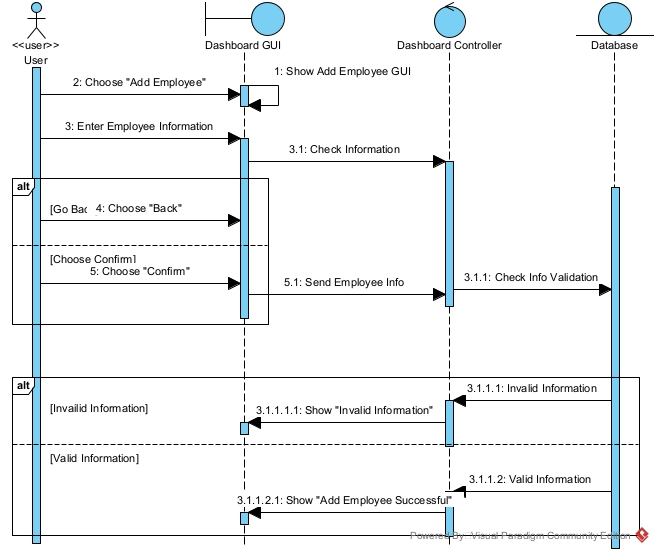 <<user>>
User
Dashboard GUI
Dashboard Controller
Database
1: Show Add Employee GUI
2: Choose "Add Employee"
3: Enter Employee Information
3.1: Check Information
alt
[Go Bac
4: Choose "Back"
[Choose Confirm]
5: Choose "Confirm"
5.1: Send Employee Info
3.1.1: Check Info Validation
alt
3.1.1.1: Invalid Information
[Invailid Information]
3.1.1.1.1: Show "Invalid Information"
[Valid Information]
3.1.1.2: Valid Information
3.1.1.2.1: Show "Add Employee Successful"
Powered By: Visual Paradigm Community Edition